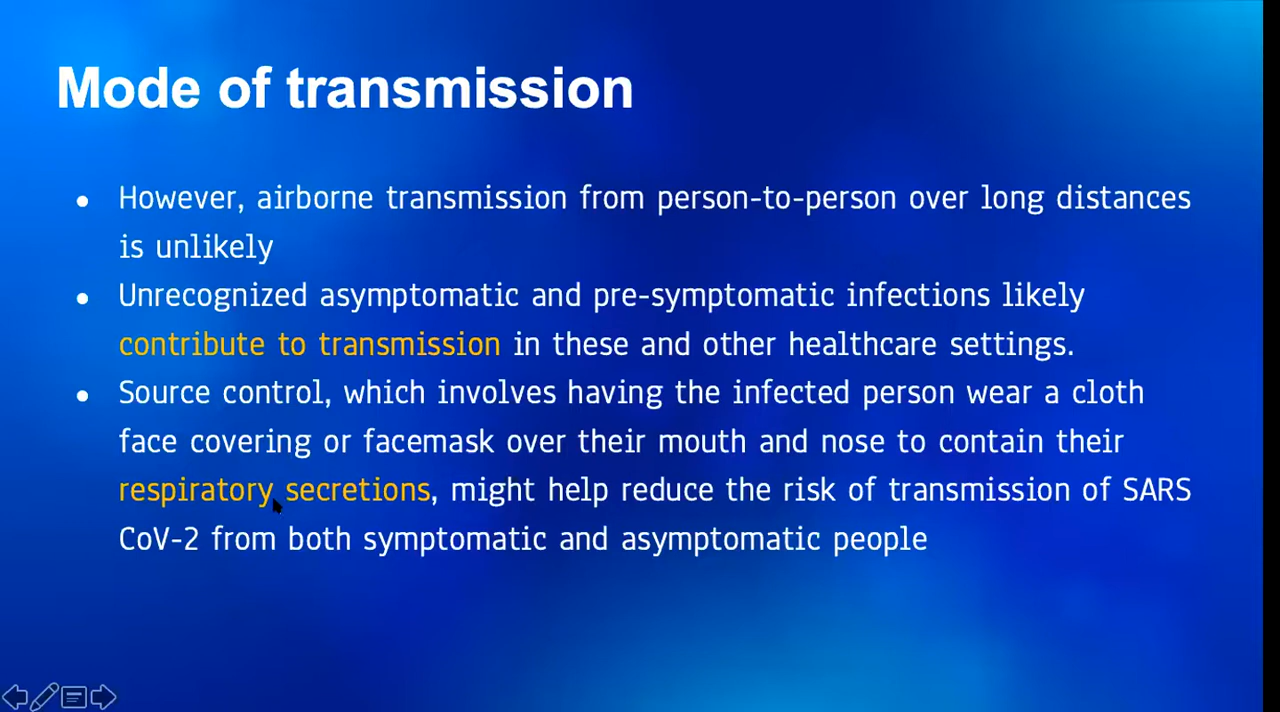 Mode of transmission
• However, airborne transmission from person-to-person over long distances
is unlikely
• Unrecognized asymptomatic and pre-symptomatic infections likely
contribute to transmission in these and other healthcare settings.
• Source control, which involves having the infected person wear a cloth
face covering or facemask over their mouth and nose to contain their
respiratory secretions, might help reduce the risk of transmission of SARS
CoV-2 from both symptomatic and asymptomatic people